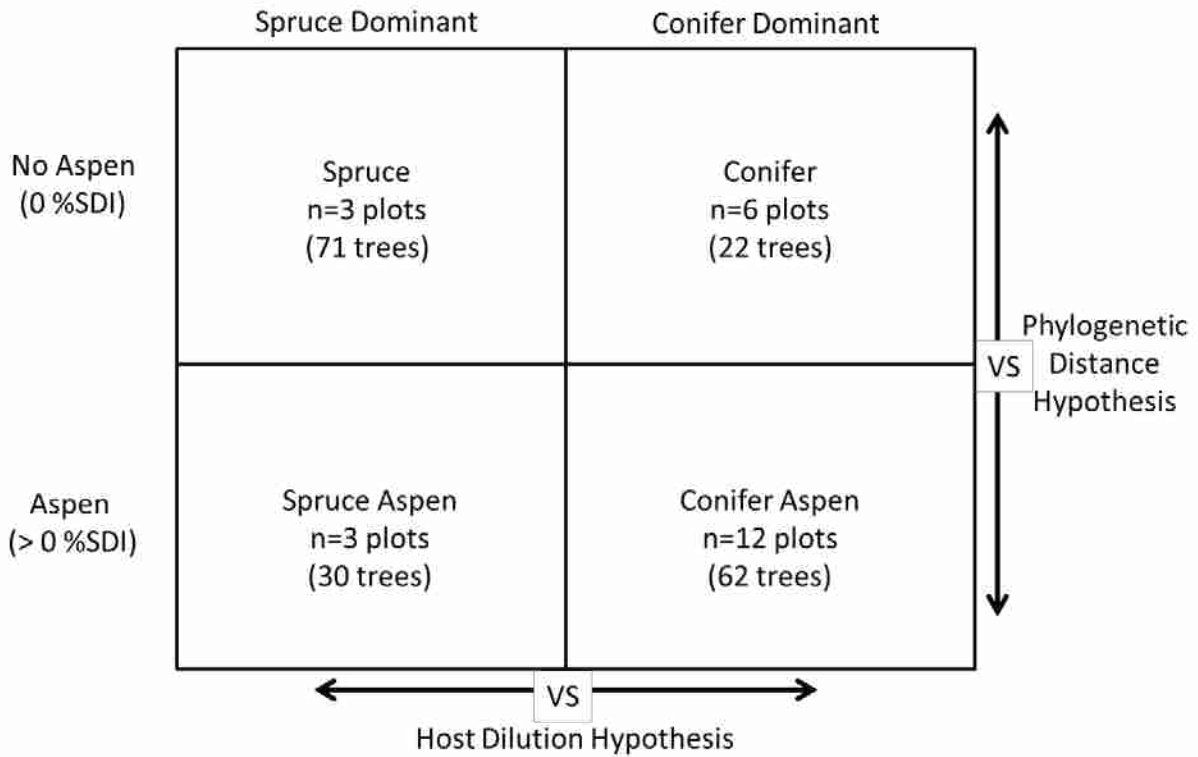 Spruce Dominant
Conifer Dominant
No Aspen
(0 %SDI)
Spruce
n=3 plots
(71 trees)
Conifer
n=6 plots
(22 trees)
Phylogenetic
Distance
Hypothesis
VS
Aspen
(> 0 %SDI)
Spruce Aspen
n=3 plots
(30 trees)
Conifer Aspen
n=12 plots
(62 trees)
VS
Host Dilution Hypothesis